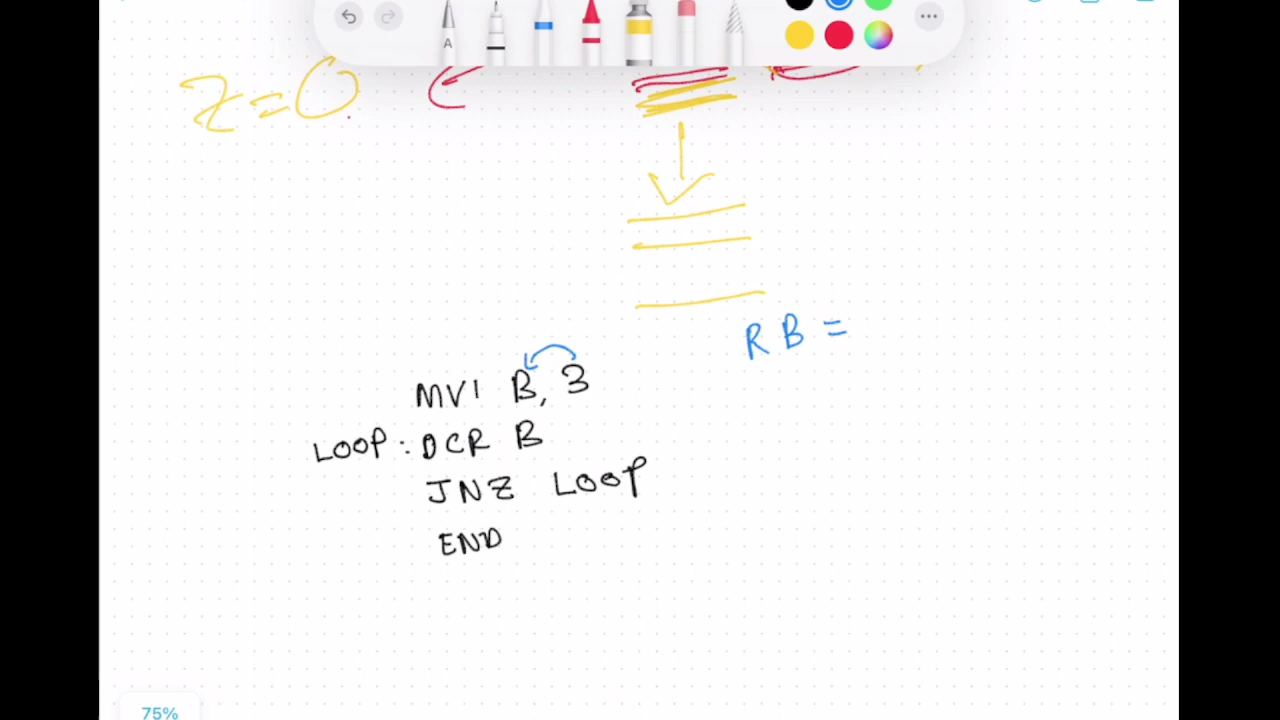 A
z=0
RB =
MVI B, 3
LOOP: DCR B
JNZ LOOP
END
75%